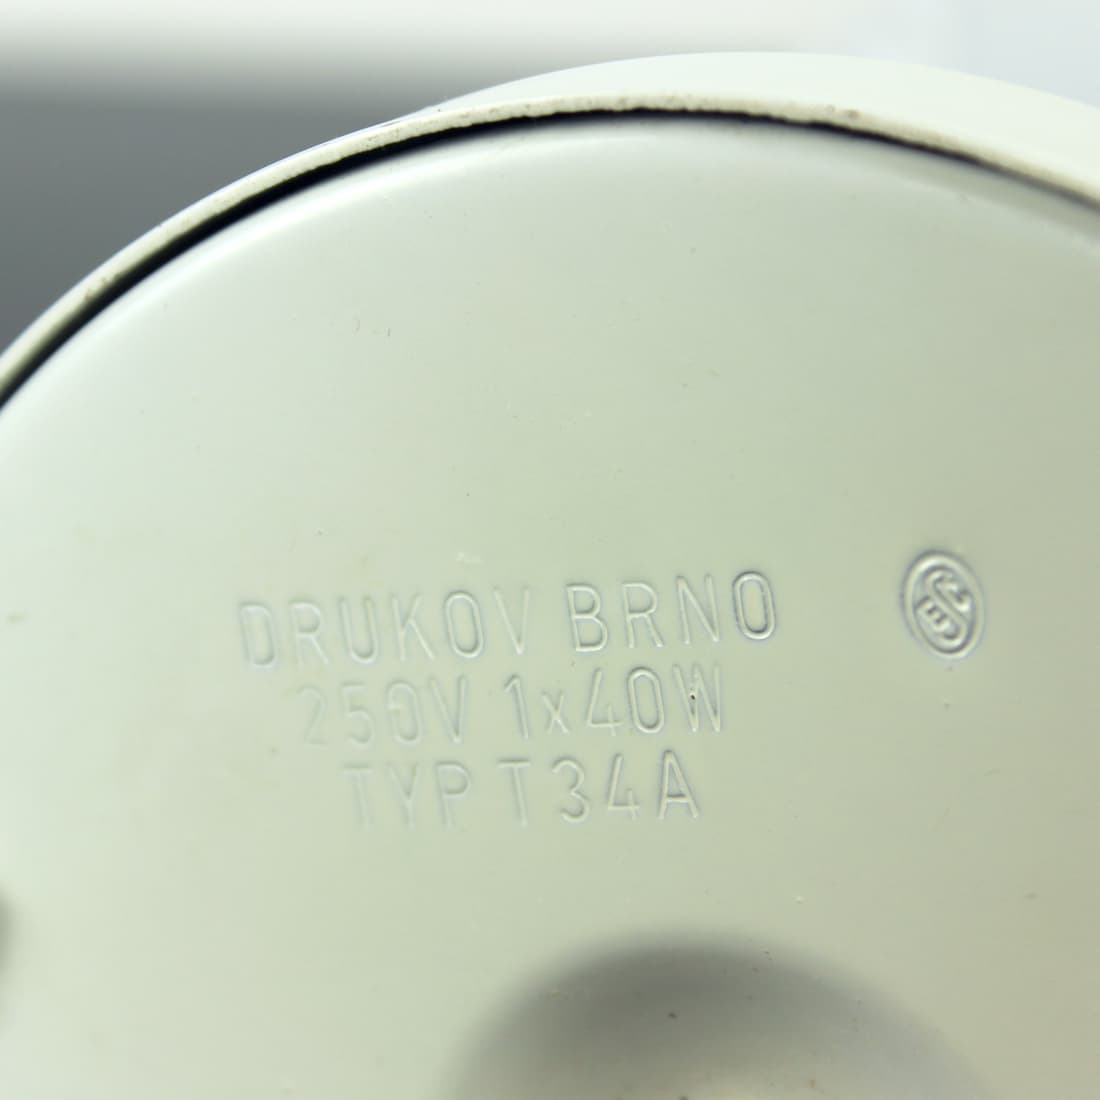 DRUKOV BRNO
250V 1x40W
TYP T34A